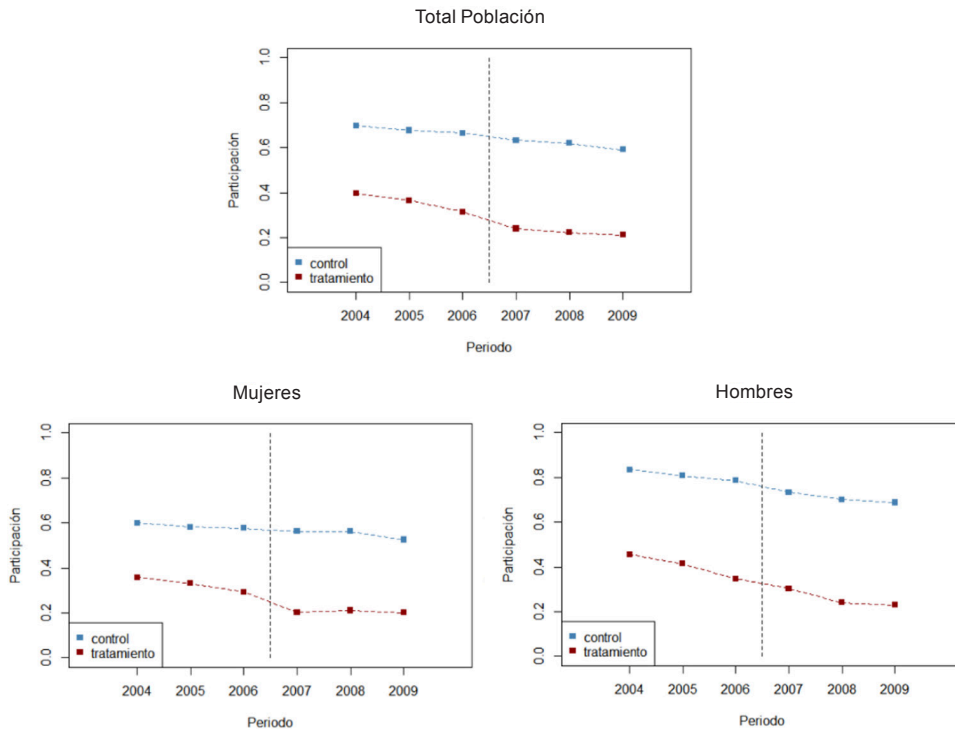 Total Población
Participación
0.0 0.2 0.4 0.6 0.8 1.0
control
tratamiento
2004 2005 2006 2007 2008 2009
Periodo
Mujeres
Participación
0.0 0.2 0.4 0.6 0.8 1.0
control
tratamiento
2004 2005 2006 2007 2008 2009
Periodo
Hombres
Participación
0.0 0.2 0.4 0.6 0.8 1.0
control
tratamiento
2004 2005 2006 2007 2008 2009
Periodo